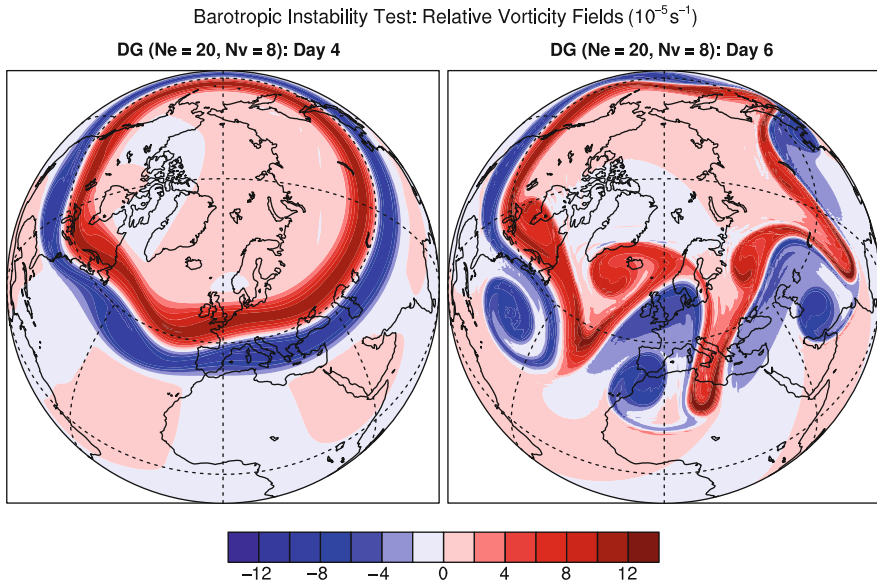 Barotropic Instability Test: Relative Vorticity Fields (10⁻⁵s⁻¹)
DG (Ne = 20, Nv = 8): Day 4
DG (Ne = 20, Nv = 8): Day 6
−12 −8 −4 0 4 8 12